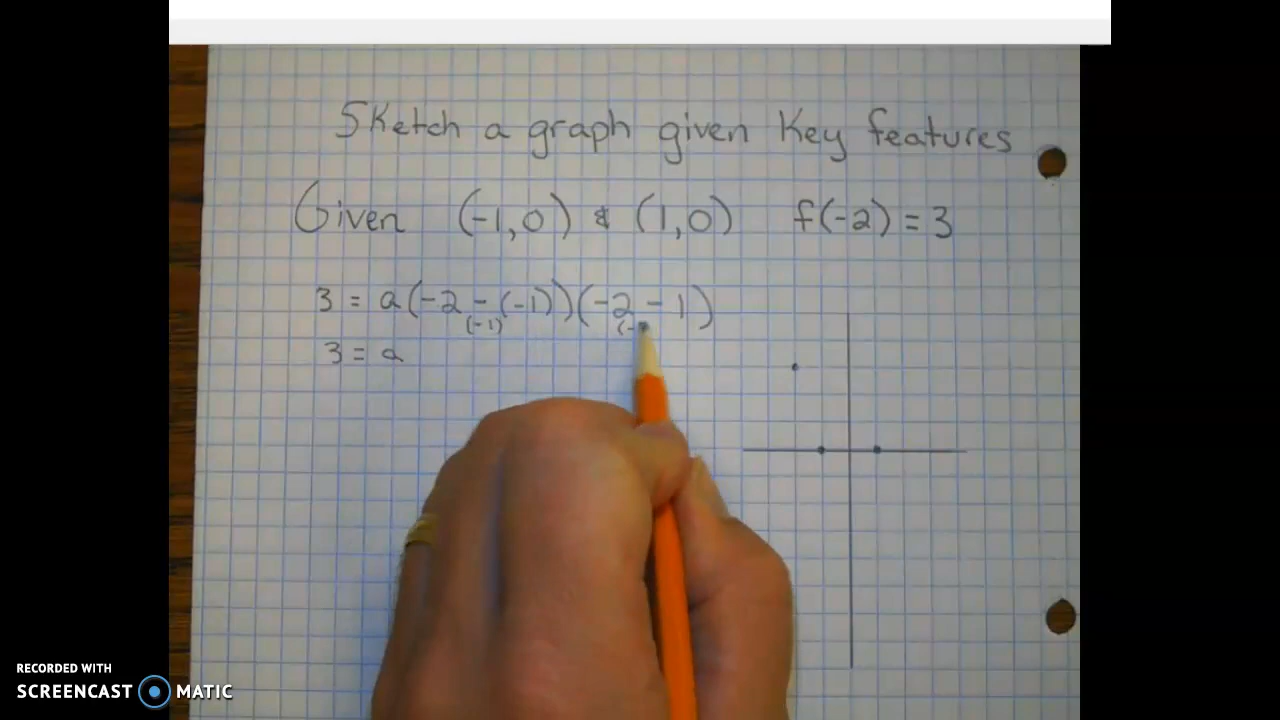 Sketch a graph given Key features
Given (-1,0) & (1,0) f(-2) = 3
3 = a(-2 - (-1))(-2 - 1)
(-1) (-
3 = a
RECORDED WITH
SCREENCAST MATIC